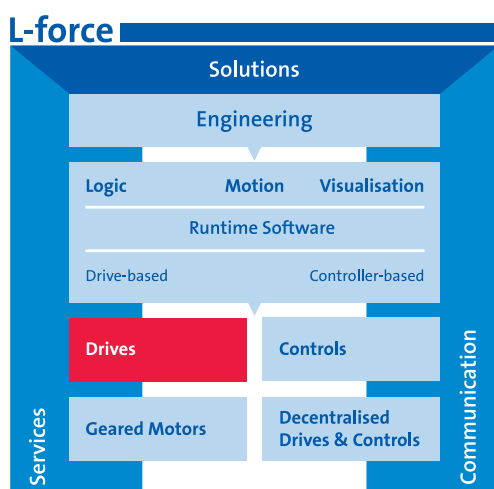 L-force
Solutions
Engineering
Logic Motion Visualisation
Runtime Software
Drive-based Controller-based
Drives
Controls
Geared Motors
Decentralised
Drives & Controls
Services
Communication